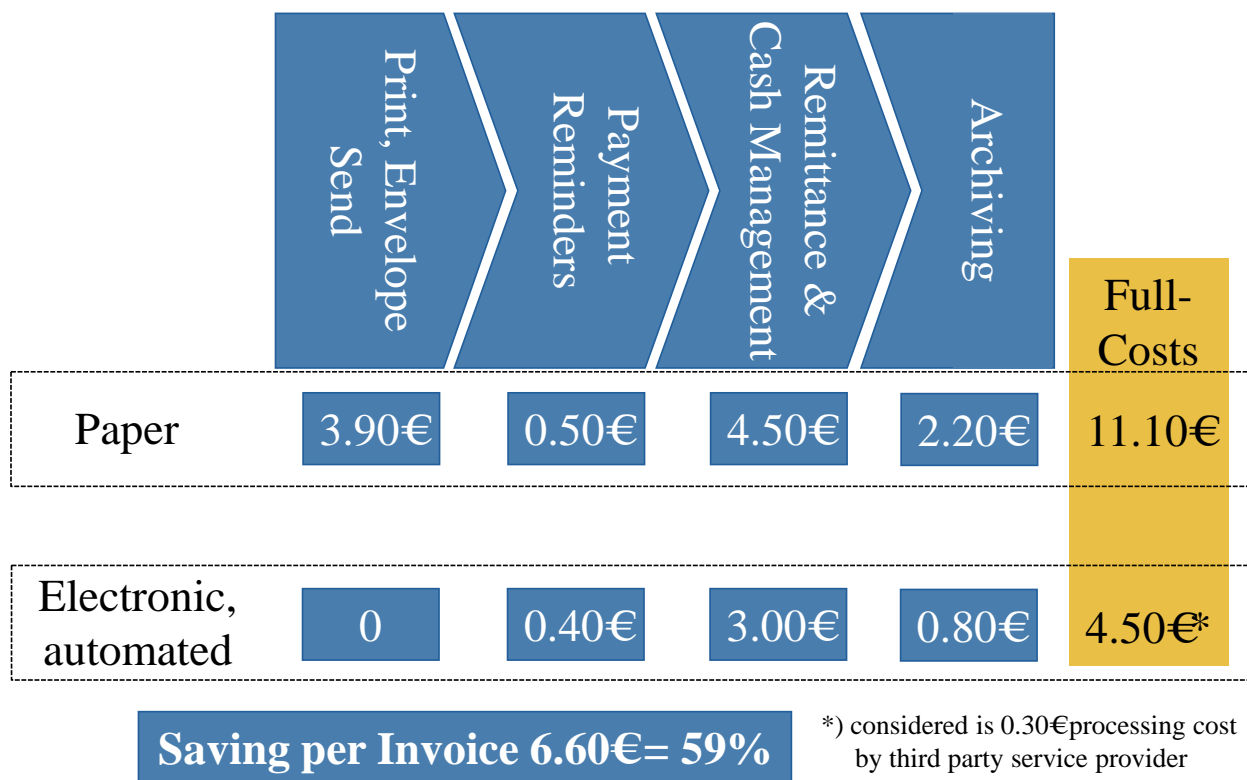 Print, Envelope
Send
Payment
Reminders
Remittance &
Cash Management
Archiving
Full-
Costs
Paper
3.90€
0.50€
4.50€
2.20€
11.10€
Electronic,
automated
0
0.40€
3.00€
0.80€
4.50€*
Saving per Invoice 6.60€= 59%
*) considered is 0.30€processing cost
by third party service provider